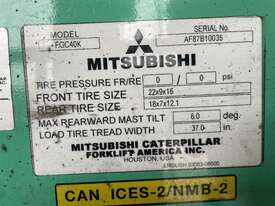 MODEL
SERIAL No.
FGC40K
AF87B10035
MITSUBISHI
TIRE PRESSURE FR/RE 0 / 0 psi
FRONT TIRE SIZE 22x9x16
REAR TIRE SIZE 18x7x12.1
MAX REARWARD MAST TILT 6.0 deg
LOAD TIRE TREAD WIDTH 37.0 in.
MITSUBISHI CATERPILLAR
FORKLIFT AMERICA INC.
HOUSTON, USA
CAN ICES-2/NMB-2